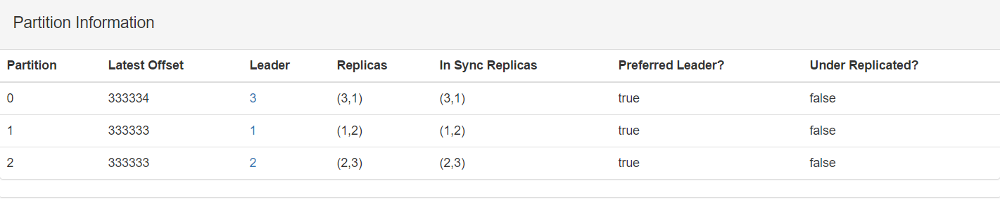 Partition Information
Partition Latest Offset Leader Replicas In Sync Replicas Preferred Leader? Under Replicated?
0 333334 3 (3,1) (3,1) true false
1 333333 1 (1,2) (1,2) true false
2 333333 2 (2,3) (2,3) true false